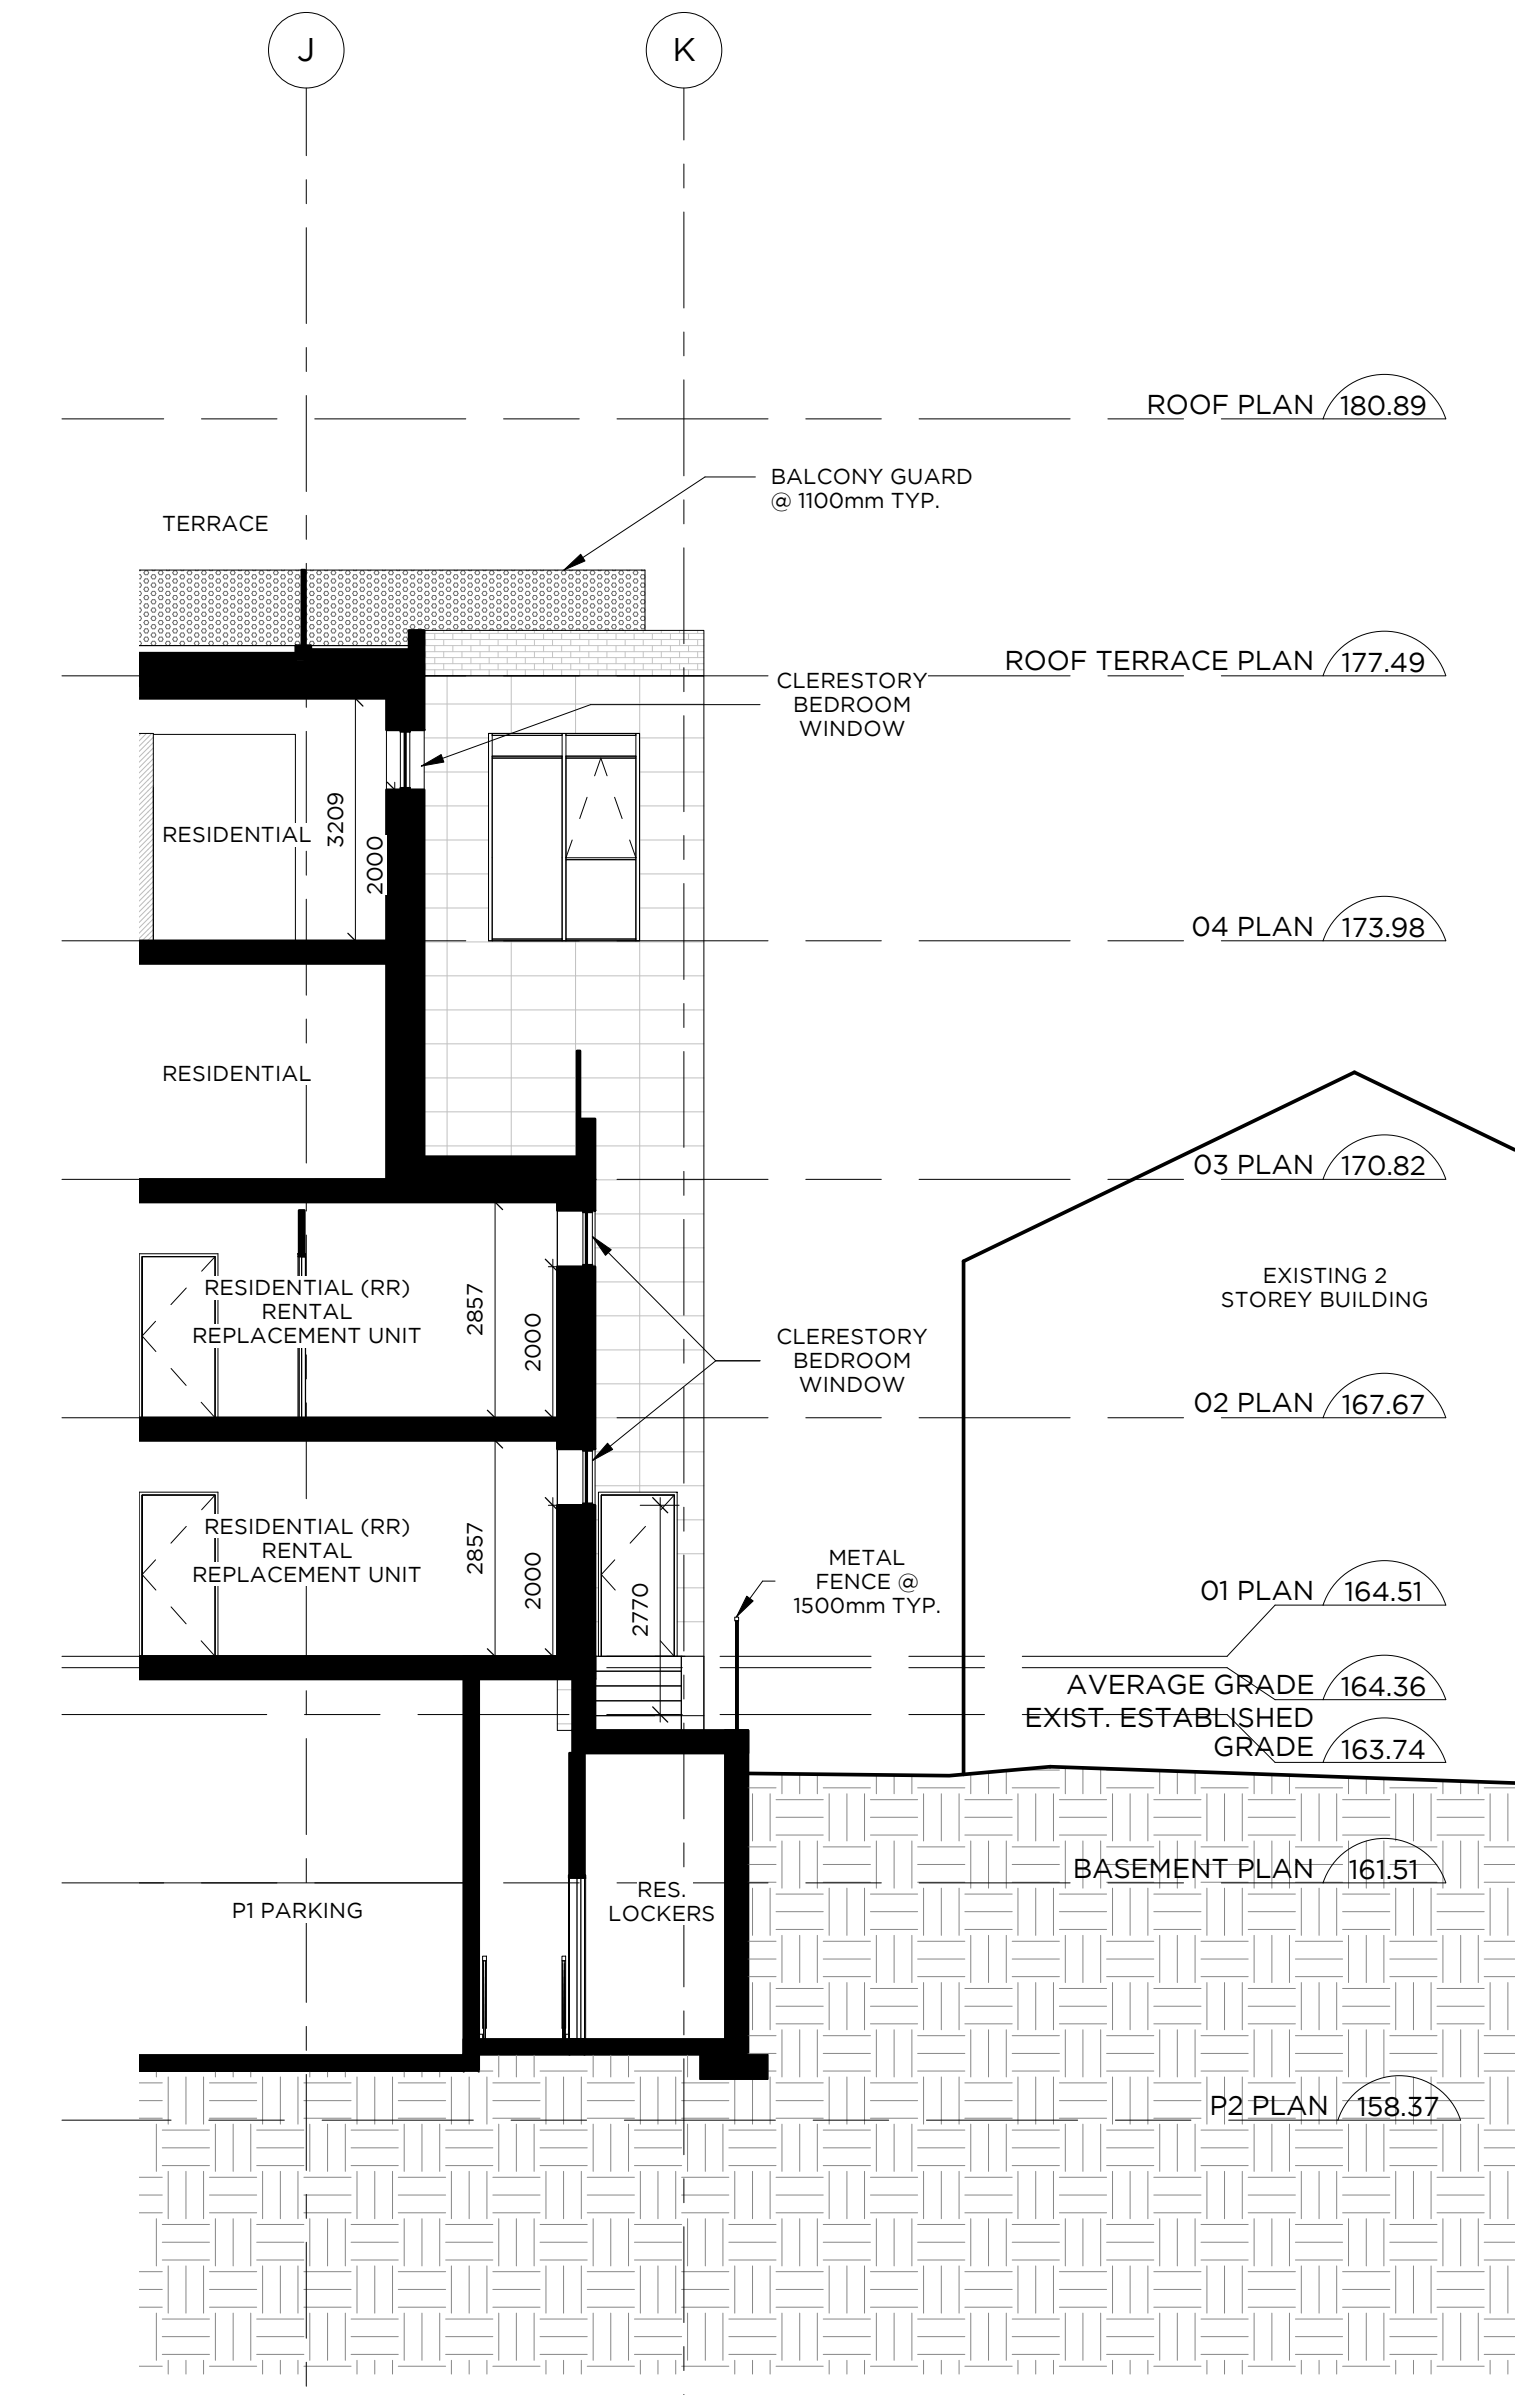 J
K
ROOF PLAN 180.89
BALCONY GUARD
@ 1100mm TYP.
TERRACE
ROOF TERRACE PLAN 177.49
CLERESTORY
BEDROOM
WINDOW
3209
RESIDENTIAL
2000
04 PLAN 173.98
RESIDENTIAL
03 PLAN 170.82
EXISTING 2
STOREY BUILDING
RESIDENTIAL (RR)
RENTAL
REPLACEMENT UNIT
2857
2000
CLERESTORY
BEDROOM
WINDOW
02 PLAN 167.67
RESIDENTIAL (RR)
RENTAL
REPLACEMENT UNIT
2857
2000
2770
METAL
FENCE @
1500mm TYP.
01 PLAN 164.51
AVERAGE GRADE 164.36
EXIST. ESTABLISHED
GRADE 163.74
BASEMENT PLAN 161.51
P1 PARKING
RES.
LOCKERS
P2 PLAN 158.37